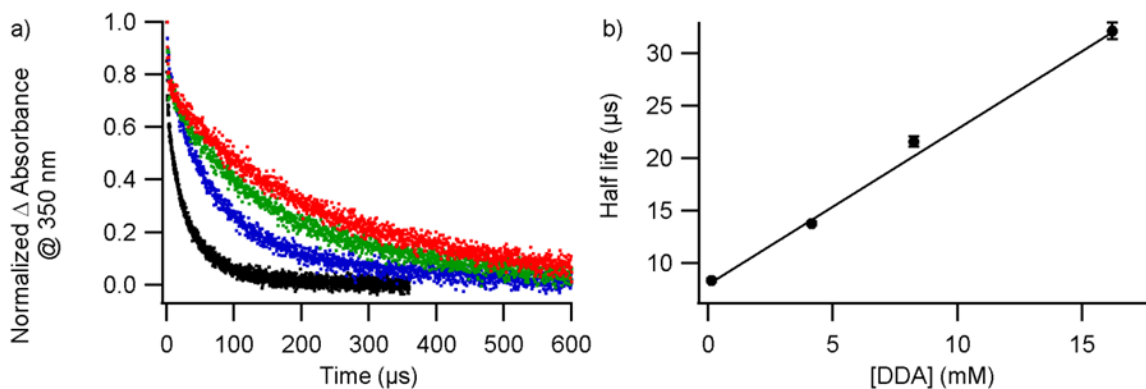 a)
Normalized Δ Absorbance
@ 350 nm
1.0
0.8
0.6
0.4
0.2
0.0
0 100 200 300 400 500 600
Time (µs)
b)
Half life (µs)
30
25
20
15
10
0 5 10 15
[DDA] (mM)